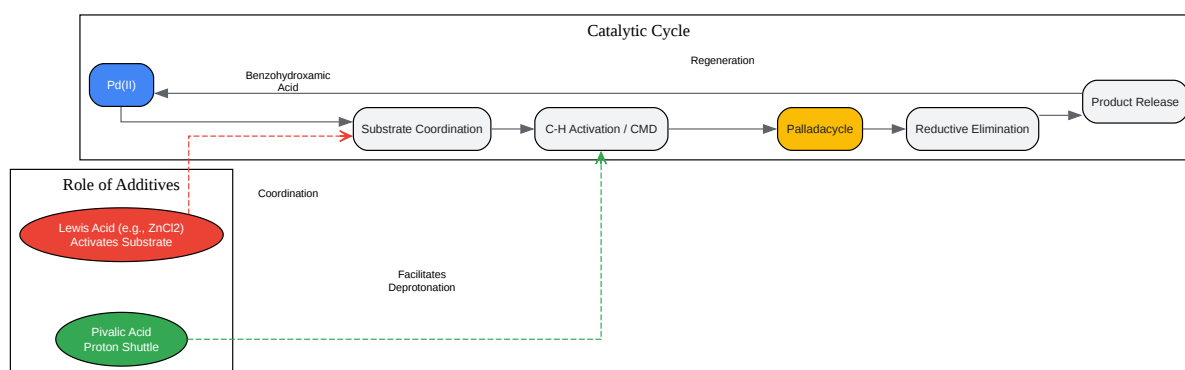 Catalytic Cycle
Regeneration
Benzohydroxamic
Acid
Pd(II)
Product Release
Substrate Coordination
C-H Activation / CMD
Palladacycle
Reductive Elimination
Role of Additives
Coordination
Lewis Acid (e.g., ZnCl2)
Activates Substrate
Facilitates
Deprotonation
Pivalic Acid
Proton Shuttle